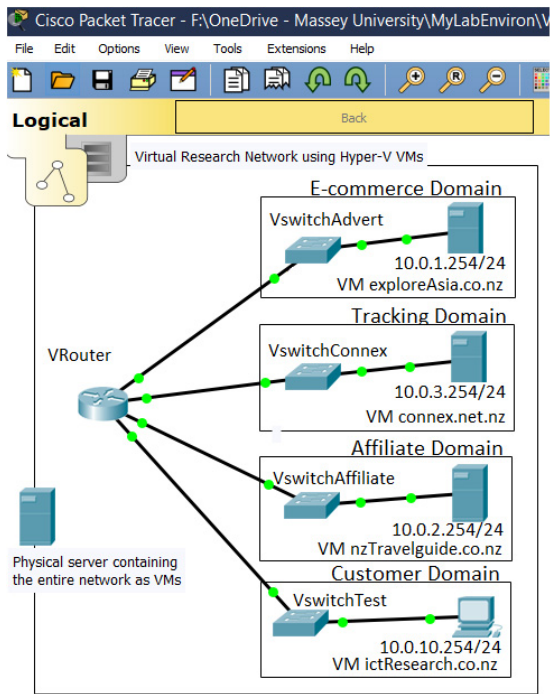 Cisco Packet Tracer - F:\OneDrive - Massey University\MyLabEnviron\V
File Edit Options View Tools Extensions Help
Logical
Back
Virtual Research Network using Hyper-V VMs
E-commerce Domain
VswitchAdvert
10.0.1.254/24
VM exploreAsia.co.nz
Tracking Domain
VRouter
VswitchConnex
10.0.3.254/24
VM connex.net.nz
Affiliate Domain
VswitchAffiliate
10.0.2.254/24
VM nzTravelguide.co.nz
Physical server containing
the entire network as VMs
Customer Domain
VswitchTest
10.0.10.254/24
VM ictResearch.co.nz